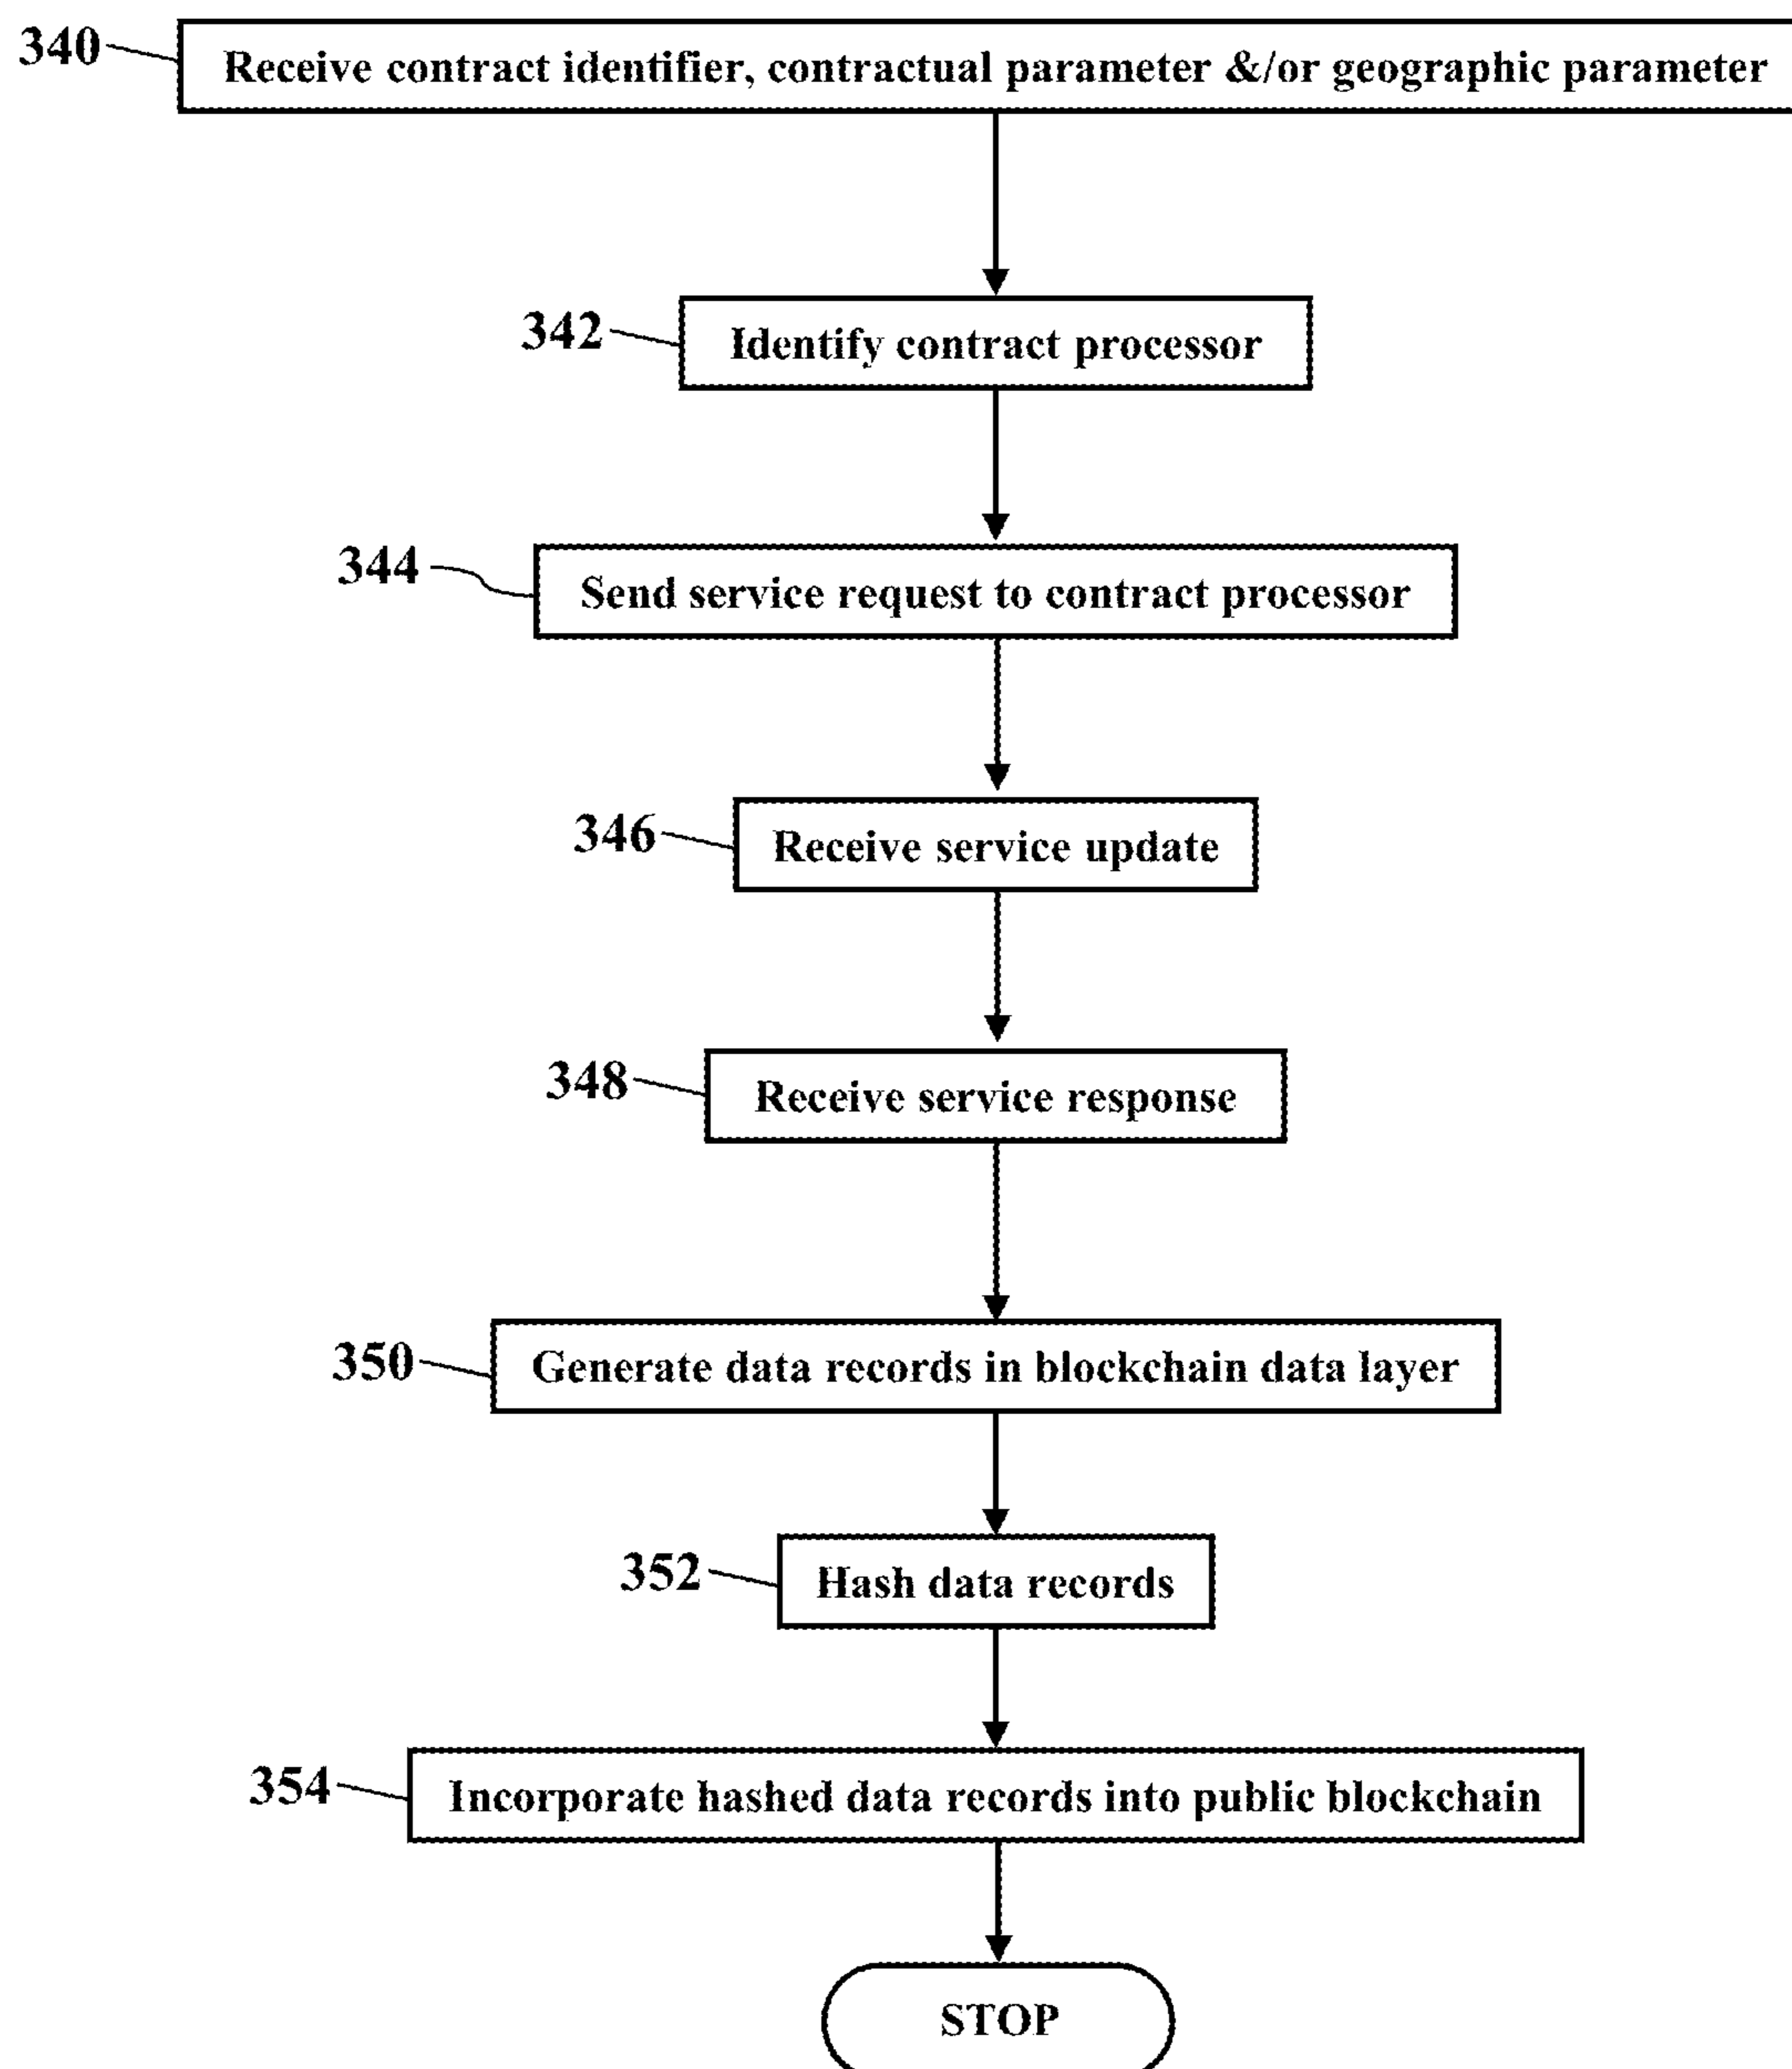 340 Receive contract identifier, contractual parameter &/or geographic parameter
342 Identify contract processor
344 Send service request to contract processor
346 Receive service update
348 Receive service response
350 Generate data records in blockchain data layer
352 Hash data records
354 Incorporate hashed data records into public blockchain
STOP